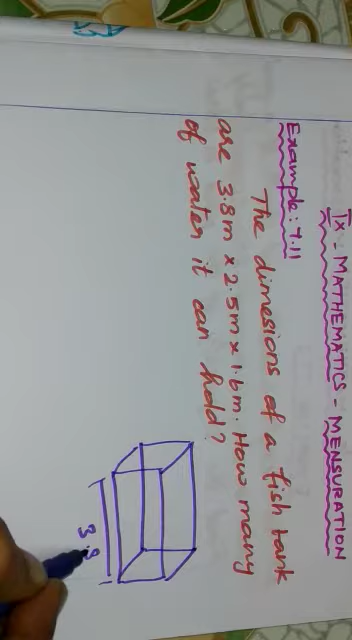 IX - MATHEMATICS - MENSURATION
Example: 7.11
The dimesions of a fish tank
are 3.8m x 2.5m x 1.6m. How many
of water it can hold?
3.8